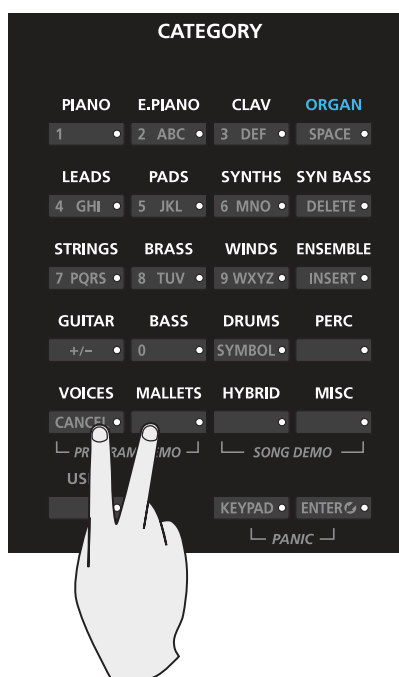 CATEGORY
PIANO E.PIANO CLAV ORGAN
1 2 ABC 3 DEF SPACE
LEADS PADS SYNTHS SYN BASS
4 GHI 5 JKL 6 MNO DELETE
STRINGS BRASS WINDS ENSEMBLE
7 PQRS 8 TUV 9 WXYZ INSERT
GUITAR BASS DRUMS PERC
+/– 0 SYMBOL
VOICES MALLETS HYBRID MISC
CANCEL
SONG DEMO
KEYPAD ENTER
PANIC